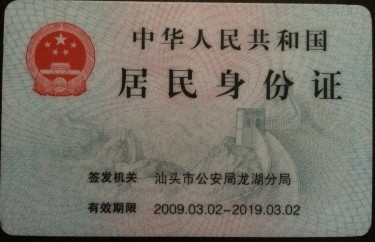 中华人民共和国
居民身份证
签发机关 汕头市公安局龙湖分局
有效期限 2009.03.02-2019.03.02